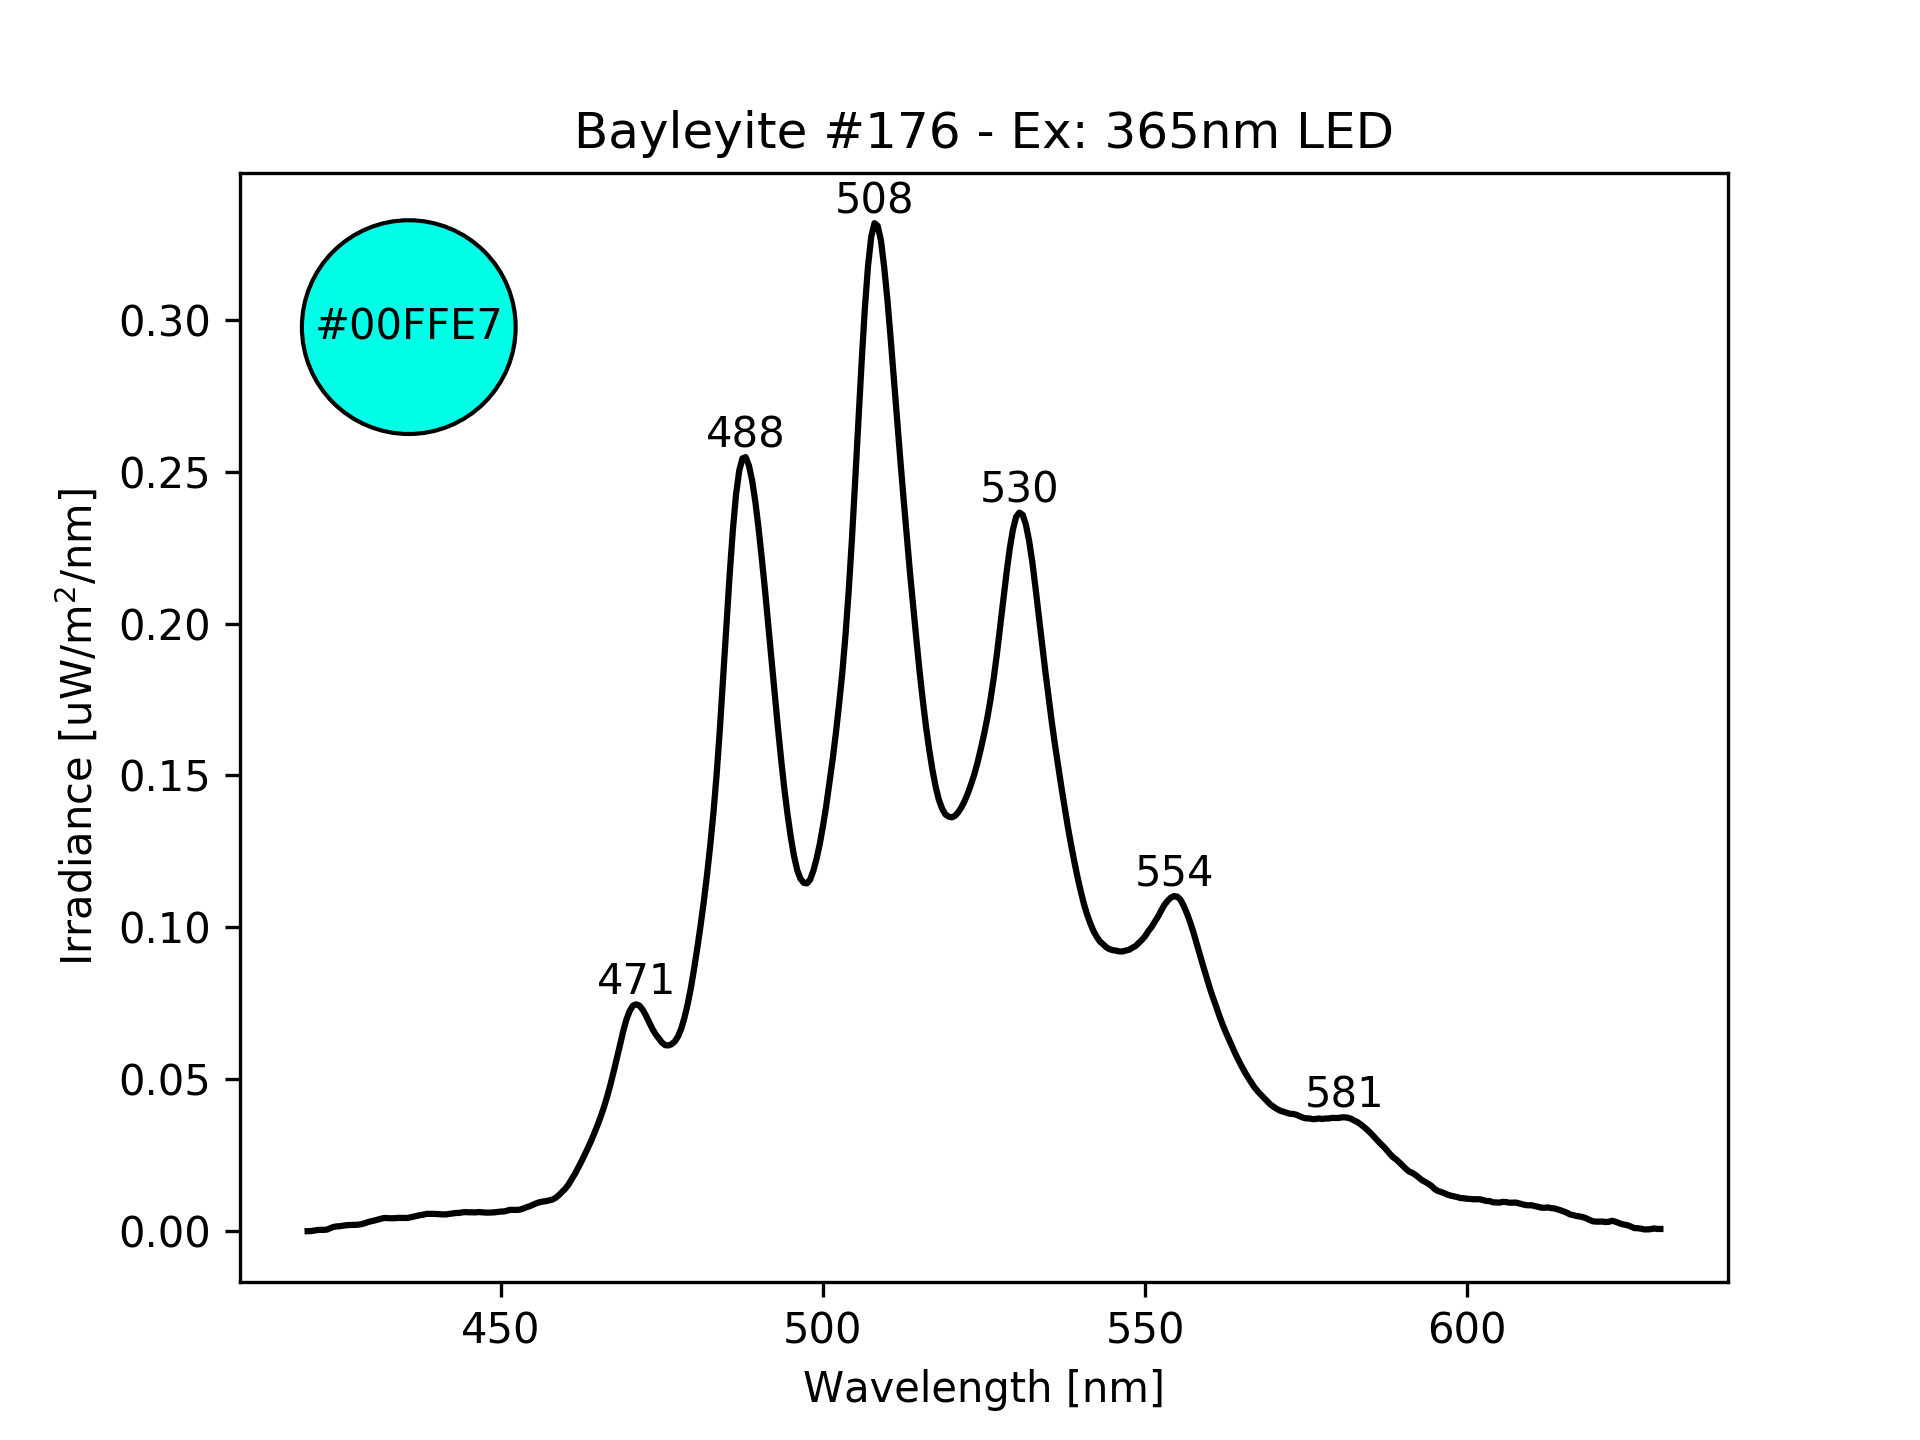 Bayleyite #176 - Ex: 365nm LED
508
#00FFE7
488
530
554
471
581
Irradiance [uW/m²/nm]
0.30
0.25
0.20
0.15
0.10
0.05
0.00
450 500 550 600
Wavelength [nm]